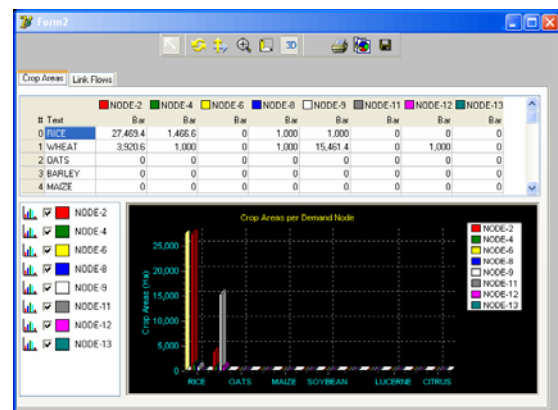 Form2
3D
Crop Areas Link Flows
NODE-2 NODE-4 NODE-6 NODE-8 NODE-9 NODE-11 NODE-12 NODE-13
# Text Bar Bar Bar Bar Bar Bar Bar Bar
0 RICE 27,469.4 1,466.6 0 1,000 1,000 0 0 0
1 WHEAT 3,920.6 1,000 0 1,000 15,461.4 0 1,000 0
2 OATS 0 0 0 0 0 0 0 0
3 BARLEY 0 0 0 0 0 0 0 0
4 MAIZE 0 0 0 0 0 0 0 0
NODE-2
NODE-4
NODE-6
NODE-8
NODE-9
NODE-11
NODE-12
NODE-13
Crop Areas per Demand Node
Crop Areas (Ha)
25,000
20,000
15,000
10,000
5,000
0
RICE OATS MAIZE SOYBEAN LUCERNE CITRUS
NODE-2
NODE-4
NODE-6
NODE-8
NODE-9
NODE-11
NODE-12
NODE-13